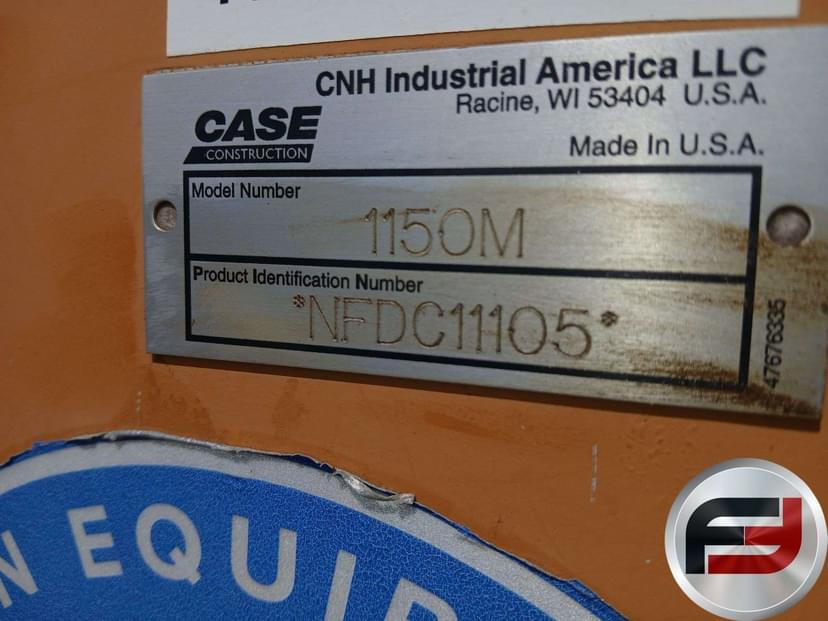 CNH Industrial America LLC
Racine, WI 53404 U.S.A.
CASE
CONSTRUCTION
Made In U.S.A.
Model Number
1150M
Product Identification Number
*NFDC11105*
47676335
N EQUIP